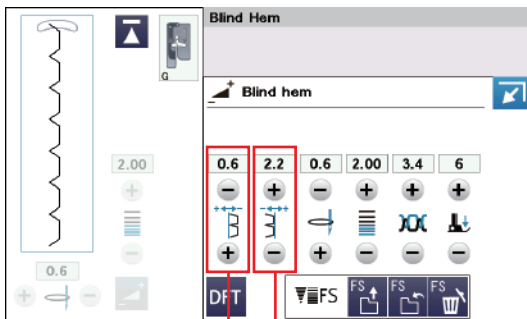 Blind Hem
G
Blind hem
2.00
0.6 2.2 0.6 2.00 3.4 6
0.6
DFT FS FS FS FS